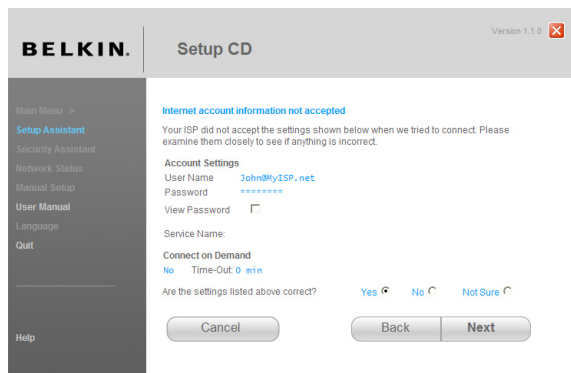 BELKIN.
Setup CD
Version 1.1.0
Main Menu >
Setup Assistant
Security Assistant
Network Status
Manual Setup
User Manual
Language
Quit
Help
Internet account information not accepted
Your ISP did not accept the settings shown below when we tried to connect. Please
examine them closely to see if anything is incorrect.
Account Settings
User Name John@MyISP.net
Password ********
View Password
Service Name:
Connect on Demand
No Time-Out: 0 min
Are the settings listed above correct? Yes No Not Sure
Cancel Back Next